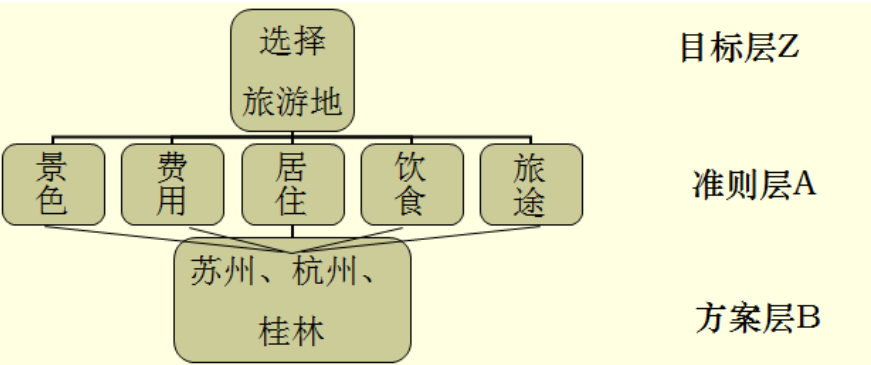 选择
旅游地
目标层Z
景色
费用
居住
饮食
旅途
准则层A
苏州、杭州、
桂林
方案层B